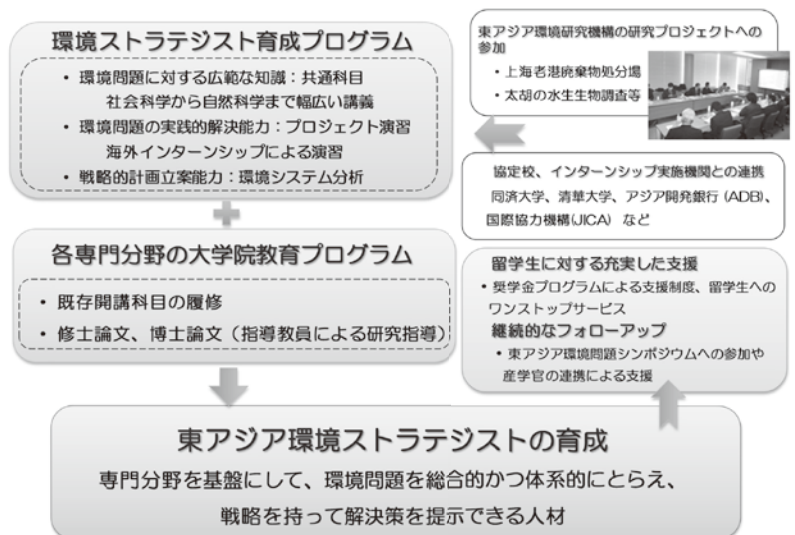 環境ストラテジスト育成プログラム
• 環境問題に対する広範な知識：共通科目
社会科学から自然科学まで幅広い講義
• 環境問題の実践的解決能力：プロジェクト演習
海外インターンシップによる演習
• 戦略的計画立案能力：環境システム分析
各専門分野の大学院教育プログラム
• 既存開講科目の履修
• 修士論文、博士論文（指導教員による研究指導）
東アジア環境研究機構の研究プロジェクトへの
参加
• 上海老港廃棄物処分場
• 太胡の水生生物調査等
協定校、インターンシップ実施機関との連携
同済大学、清華大学、アジア開発銀行 (ADB)、
国際協力機構(JICA) など
留学生に対する充実した支援
• 奨学金プログラムによる支援制度、留学生への
ワンストップサービス
継続的なフォローアップ
• 東アジア環境問題シンポジウムへの参加や
産学官の連携による支援
東アジア環境ストラテジストの育成
専門分野を基盤にして、環境問題を総合的かつ体系的にとらえ、
戦略を持って解決策を提示できる人材